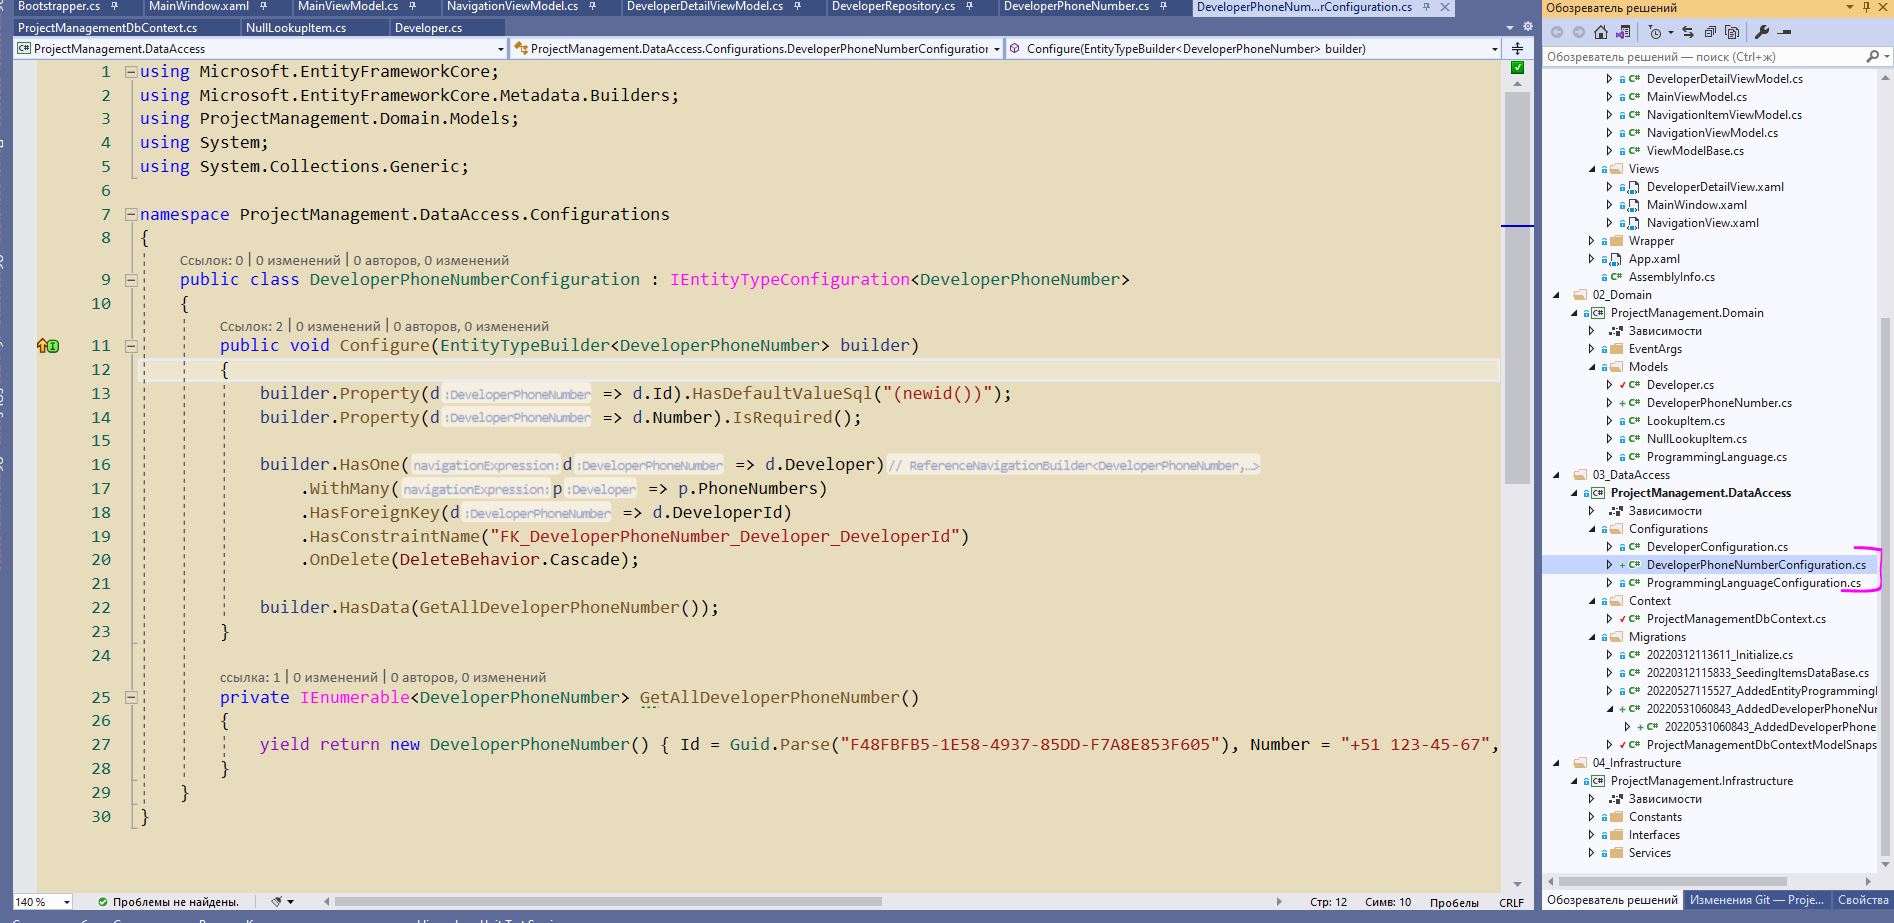 Bootstrapper.cs
MainWindow.xaml
MainViewModel.cs
NavigationViewModel.cs
DeveloperDetailViewModel.cs
DeveloperRepository.cs
DeveloperPhoneNumber.cs
DeveloperPhoneNum...rConfiguration.cs
ProjectManagementDbContext.cs
NullLookupItem.cs
Developer.cs
ProjectManagement.DataAccess
ProjectManagement.DataAccess.Configurations.DeveloperPhoneNumberConfiguration
Configure(EntityTypeBuilder<DeveloperPhoneNumber> builder)
1 using Microsoft.EntityFrameworkCore;
2 using Microsoft.EntityFrameworkCore.Metadata.Builders;
3 using ProjectManagement.Domain.Models;
4 using System;
5 using System.Collections.Generic;
6
7 namespace ProjectManagement.DataAccess.Configurations
8 {
Ссылок: 0 | 0 изменений | 0 авторов, 0 изменений
9 public class DeveloperPhoneNumberConfiguration : IEntityTypeConfiguration<DeveloperPhoneNumber>
10 {
Ссылок: 2 | 0 изменений | 0 авторов, 0 изменений
11 public void Configure(EntityTypeBuilder<DeveloperPhoneNumber> builder)
12 {
13 builder.Property(d :DeveloperPhoneNumber => d.Id).HasDefaultValueSql("(newid())");
14 builder.Property(d :DeveloperPhoneNumber => d.Number).IsRequired();
15
16 builder.HasOne( navigationExpression: d :DeveloperPhoneNumber => d.Developer) // ReferenceNavigationBuilder<DeveloperPhoneNumber,...>
17 .WithMany( navigationExpression: p :Developer => p.PhoneNumbers)
18 .HasForeignKey(d :DeveloperPhoneNumber => d.DeveloperId)
19 .HasConstraintName("FK_DeveloperPhoneNumber_Developer_DeveloperId")
20 .OnDelete(DeleteBehavior.Cascade);
21
22 builder.HasData(GetAllDeveloperPhoneNumber());
23 }
24
ссылка: 1 | 0 изменений | 0 авторов, 0 изменений
25 private IEnumerable<DeveloperPhoneNumber> GetAllDeveloperPhoneNumber()
26 {
27 yield return new DeveloperPhoneNumber() { Id = Guid.Parse("F48FBFB5-1E58-4937-85DD-F7A8E853F605"), Number = "+51 123-45-67",
28 }
29 }
30 }
140 %
Проблемы не найдены.
Стр: 12
Симв: 10
Пробелы
CRLF
Обозреватель решений
Обозреватель решений — поиск (Ctrl+ж)
DeveloperDetailViewModel.cs
MainViewModel.cs
NavigationItemViewModel.cs
NavigationViewModel.cs
ViewModelBase.cs
Views
DeveloperDetailView.xaml
MainWindow.xaml
NavigationView.xaml
Wrapper
App.xaml
AssemblyInfo.cs
02_Domain
ProjectManagement.Domain
Зависимости
EventArgs
Models
Developer.cs
DeveloperPhoneNumber.cs
LookupItem.cs
NullLookupItem.cs
ProgrammingLanguage.cs
03_DataAccess
ProjectManagement.DataAccess
Зависимости
Configurations
DeveloperConfiguration.cs
DeveloperPhoneNumberConfiguration.cs
ProgrammingLanguageConfiguration.cs
Context
ProjectManagementDbContext.cs
Migrations
20220312113611_Initialize.cs
20220312115833_SeedingItemsDataBase.cs
20220527115527_AddedEntityProgrammingl
20220531060843_AddedDeveloperPhoneNur
20220531060843_AddedDeveloperPhone
ProjectManagementDbContextModelSnaps
04_Infrastructure
ProjectManagement.Infrastructure
Зависимости
Constants
Interfaces
Services
Обозреватель решений
Изменения Git — Proje...
Свойства